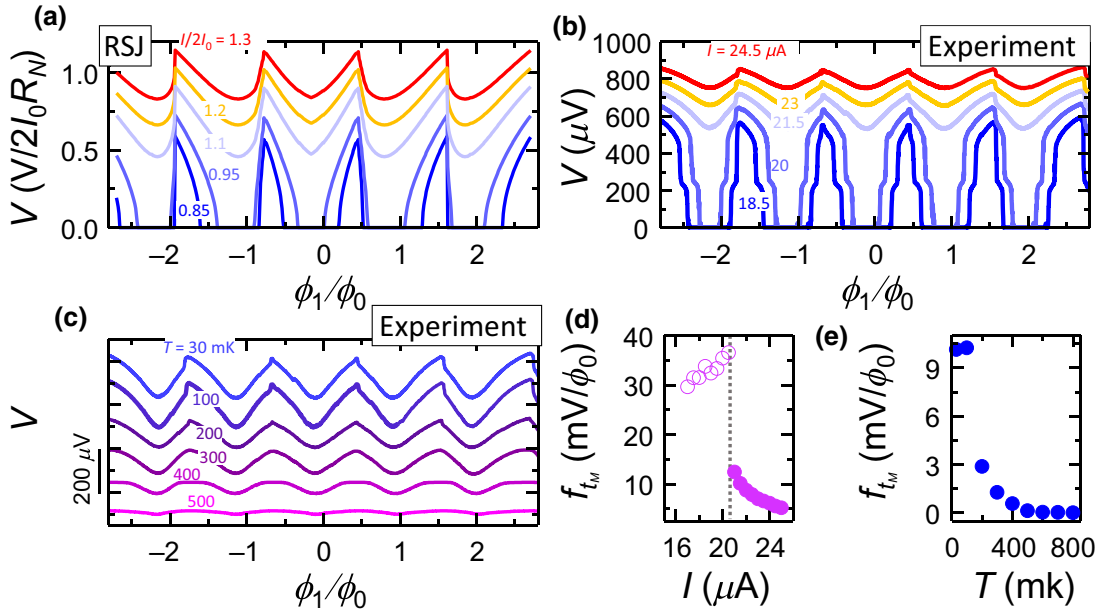 (a)
RSJ
I/2I₀ = 1.3
1.2
1.1
0.95
0.85
V (V/2I₀R_N)
1.0
0.5
0.0
−2 −1 0 1 2
ϕ₁/ϕ₀
(b)
Experiment
I = 24.5 μA
23
21.5
20
18.5
V (μV)
1000
800
600
400
200
0
−2 −1 0 1 2
ϕ₁/ϕ₀
(c)
Experiment
T = 30 mK
100
200
300
400
500
V
200 μV
−2 −1 0 1 2
ϕ₁/ϕ₀
(d)
f_{t_M} (mV/ϕ₀)
40
30
20
10
16 20 24
I (μA)
(e)
f_{t_M} (mV/ϕ₀)
9
6
3
0
0 400 800
T (mk)